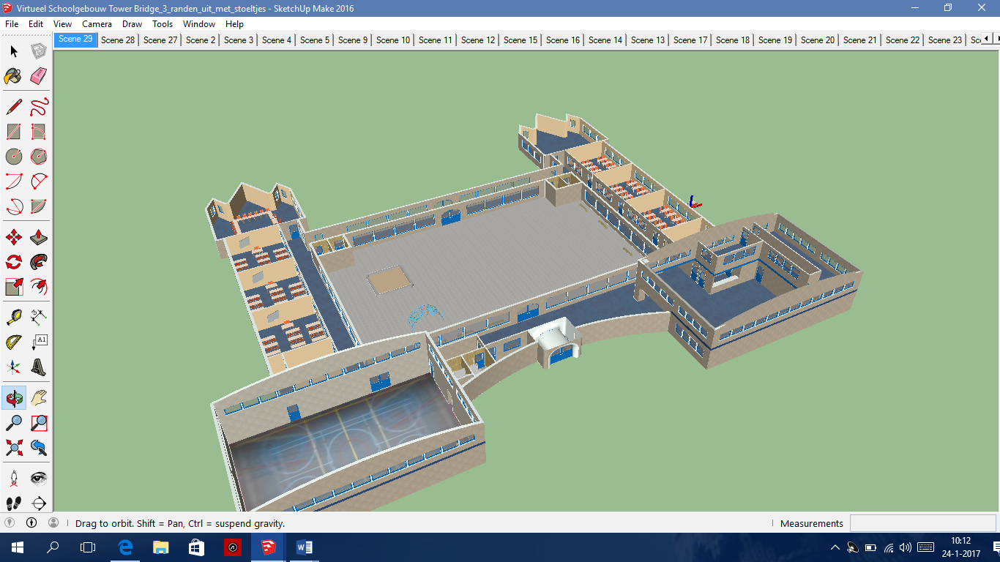 Virtueel Schoolgebouw Tower Bridge_3_randen_uit_met_stoeltjes - SketchUp Make 2016
File Edit View Camera Draw Tools Window Help
Scene 29 Scene 28 Scene 27 Scene 2 Scene 3 Scene 4 Scene 5 Scene 9 Scene 10 Scene 11 Scene 12 Scene 15 Scene 16 Scene 14 Scene 13 Scene 17 Scene 18 Scene 19 Scene 20 Scene 21 Scene 22 Scene 23
A1
Drag to orbit. Shift = Pan, Ctrl = suspend gravity.
Measurements
10:12
24-1-2017